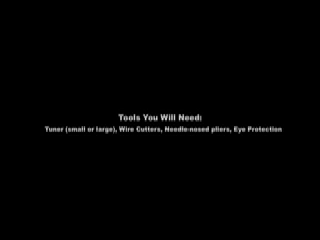 Tools You Will Need:
Tuner (small or large), Wire Cutters, Needle-nosed pliers, Eye Protection